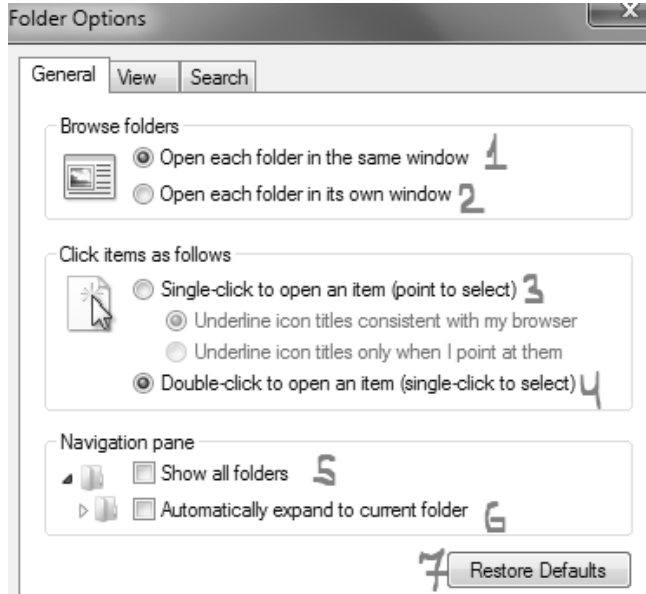 Folder Options
General View Search
Browse folders
Open each folder in the same window 1
Open each folder in its own window 2
Click items as follows
Single-click to open an item (point to select) 3
Underline icon titles consistent with my browser
Underline icon titles only when I point at them
Double-click to open an item (single-click to select) 4
Navigation pane
Show all folders 5
Automatically expand to current folder 6
7 Restore Defaults